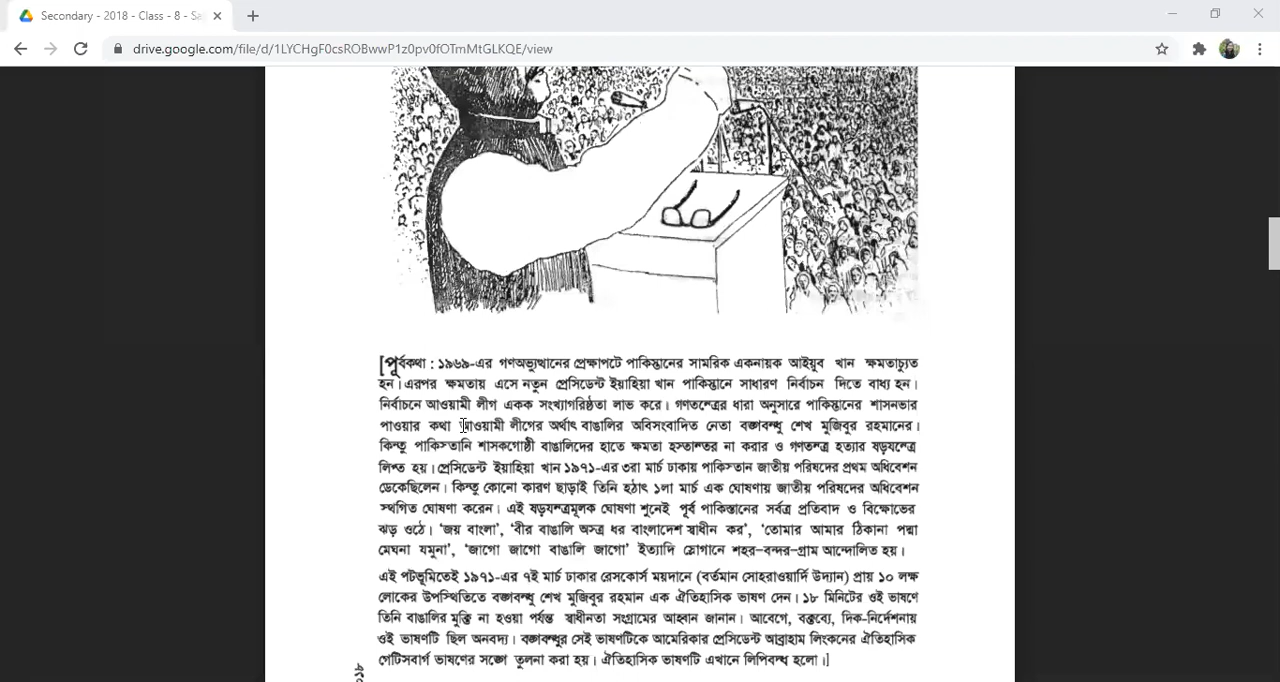 Secondary - 2018 - Class - 8 - Sa
drive.google.com/file/d/1LYCHgF0csROBwwP1z0pv0fOTmMtGLKQE/view
[পূর্বকথা : ১৯৬৯-এর গণঅভ্যুত্থানের প্রেক্ষাপটে পাকিস্তানের সামরিক একনায়ক আইয়ুব খান ক্ষমতাচ্যুত
হন। এরপর ক্ষমতায় এসে নতুন প্রেসিডেন্ট ইয়াহিয়া খান পাকিস্তানে সাধারণ নির্বাচন দিতে বাধ্য হন।
নির্বাচনে আওয়ামী লীগ একক সংখ্যাগরিষ্ঠতা লাভ করে। গণতন্ত্রের ধারা অনুসারে পাকিস্তানের শাসনভার
পাওয়ার কথা আওয়ামী লীগের অর্থাৎ বাঙালির অবিসংবাদিত নেতা বঙ্গবন্ধু শেখ মুজিবুর রহমানের।
কিন্তু পাকিস্তানি শাসকগোষ্ঠী বাঙালিদের হাতে ক্ষমতা হস্তান্তর না করার ও গণতন্ত্র হত্যার ষড়যন্ত্রে
লিপ্ত হয়। প্রেসিডেন্ট ইয়াহিয়া খান ১৯৭১-এর ৩রা মার্চ ঢাকায় পাকিস্তান জাতীয় পরিষদের প্রথম অধিবেশন
ডেকেছিলেন। কিন্তু কোনো কারণ ছাড়াই তিনি হঠাৎ ১লা মার্চ এক ঘোষণায় জাতীয় পরিষদের অধিবেশন
স্থগিত ঘোষণা করেন। এই ষড়যন্ত্রমূলক ঘোষণা শুনেই পূর্ব পাকিস্তানের সর্বত্র প্রতিবাদ ও বিক্ষোভের
ঝড় ওঠে। ‘জয় বাংলা’, ‘বীর বাঙালি অস্ত্র ধর বাংলাদেশ স্বাধীন কর’, ‘তোমার আমার ঠিকানা পদ্মা
মেঘনা যমুনা’, ‘জাগো জাগো বাঙালি জাগো’ ইত্যাদি স্লোগানে শহর-বন্দর-গ্রাম আন্দোলিত হয়।
এই পটভূমিতেই ১৯৭১-এর ৭ই মার্চ ঢাকার রেসকোর্স ময়দানে (বর্তমান সোহরাওয়ার্দি উদ্যান) প্রায় ১০ লক্ষ
লোকের উপস্থিতিতে বঙ্গবন্ধু শেখ মুজিবুর রহমান এক ঐতিহাসিক ভাষণ দেন। ১৮ মিনিটের ওই ভাষণে
তিনি বাঙালির মুক্তি না হওয়া পর্যন্ত স্বাধীনতা সংগ্রামের আহ্বান জানান। আবেগে, বক্তব্যে, দিক-নির্দেশনায়
ওই ভাষণটি ছিল অনবদ্য। বঙ্গবন্ধুর সেই ভাষণটিকে আমেরিকার প্রেসিডেন্ট আব্রাহাম লিংকনের ঐতিহাসিক
গেটিসবার্গ ভাষণের সঙ্গে তুলনা করা হয়। ঐতিহাসিক ভাষণটি এখানে লিপিবন্ধ হলো।]